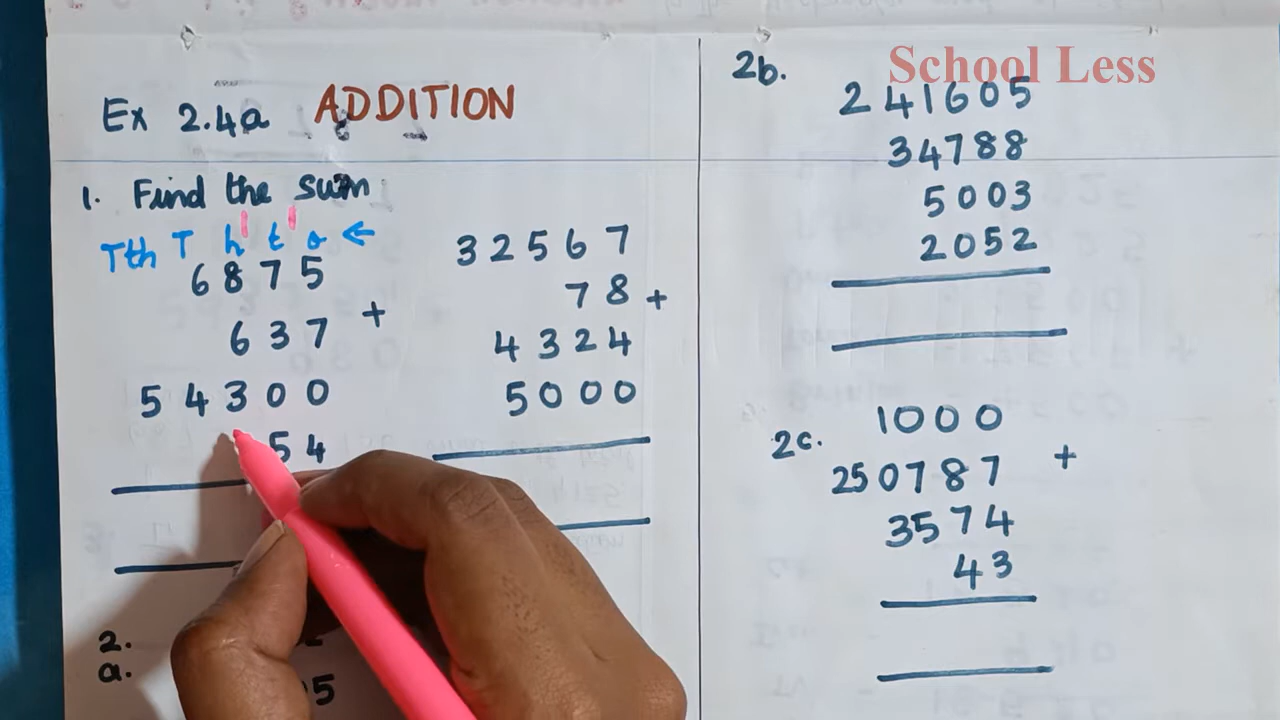 School Less
Ex 2.4a ADDITION
1. Find the sum
Tth T h t o ←
6875
637 +
54300
54
32567
78 +
4324
5000
2.
a.
5
2b.
241605
34788
5003
2052
2c.
1000
250787 +
3574
43